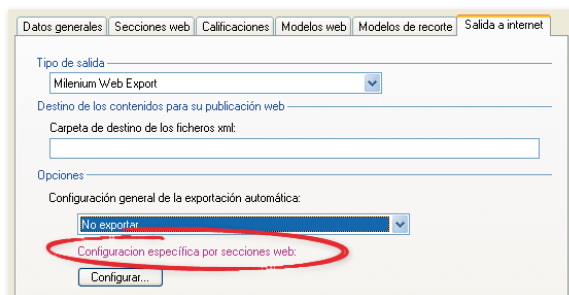 Datos generales Secciones web Calificaciones Modelos web Modelos de recorte Salida a internet
Tipo de salida
Milenium Web Export
Destino de los contenidos para su publicación web
Carpeta de destino de los ficheros xml:
Opciones
Configuración general de la exportación automática:
No exportar
Configuracion específica por secciones web:
Configurar...